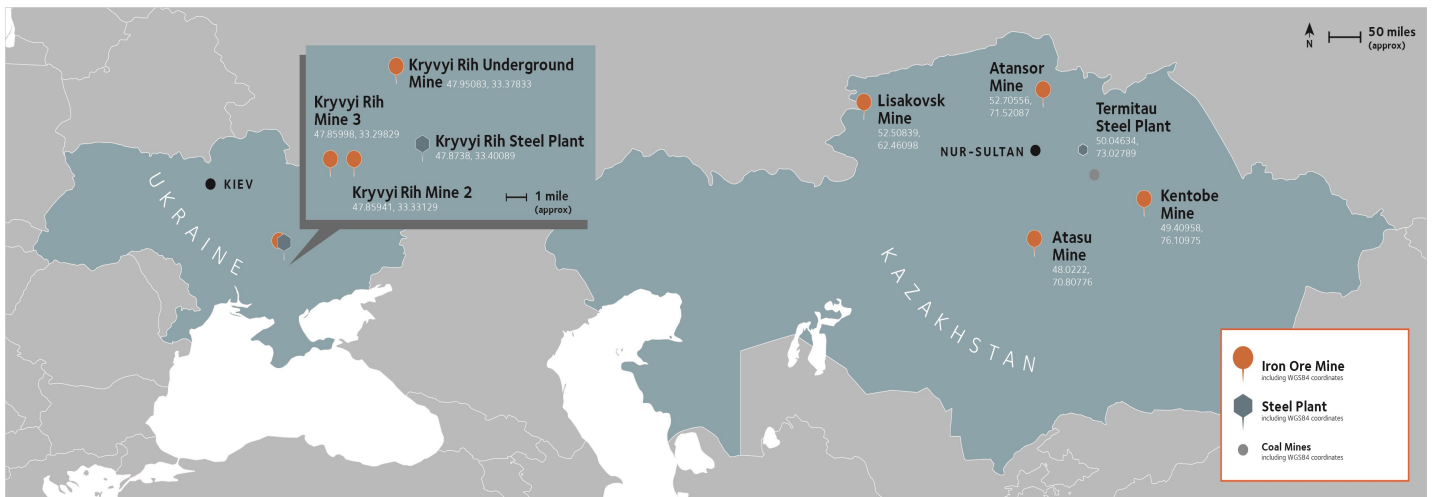 Kryvyi Rih Underground
Mine 47.95083, 33.37833
Kryvyi Rih
Mine 3
47.85998, 33.29829
Kryvyi Rih Steel Plant
47.8738, 33.40089
Kryvyi Rih Mine 2
47.85941, 33.33129
1 mile
(approx)
KIEV
UKRAINE
N
50 miles
(approx)
Lisakovsk
Mine
52.50839,
62.46098
Atansor
Mine
52.70556,
71.52087
Termitau
Steel Plant
50.04634,
73.02789
NUR-SULTAN
Kentobe
Mine
49.40958,
76.10975
Atasu
Mine
48.0222,
70.80776
KAZAKHSTAN
Iron Ore Mine
including WGS84 coordinates
Steel Plant
including WGS84 coordinates
Coal Mines
including WGS84 coordinates